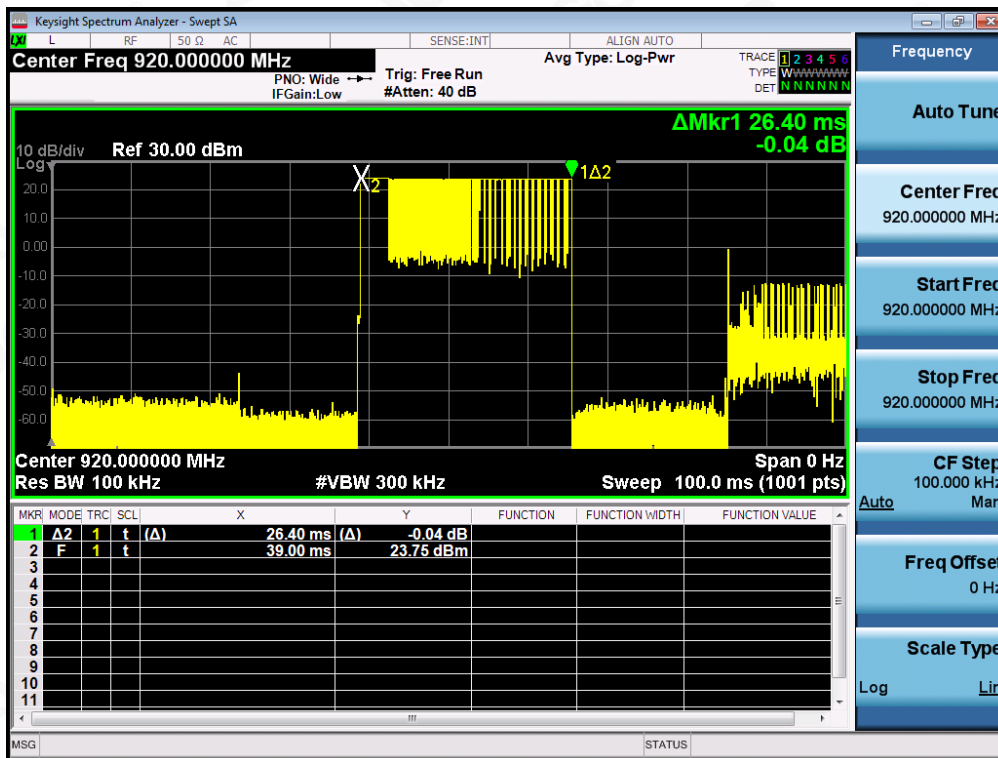 Keysight Spectrum Analyzer - Swept SA
LXI L RF 50 Ω AC SENSE:INT ALIGN AUTO
Center Freq 920.000000 MHz
PNO: Wide
IFGain:Low
Trig: Free Run
#Atten: 40 dB
Avg Type: Log-Pwr
TRACE 1 2 3 4 5 6
TYPE W
DET N N N N N N
ΔMkr1 26.40 ms
-0.04 dB
10 dB/div Ref 30.00 dBm
Log
X2
1Δ2
20.0
10.0
0.00
-10.0
-20.0
-30.0
-40.0
-50.0
-60.0
Center 920.000000 MHz Span 0 Hz
Res BW 100 kHz #VBW 300 kHz Sweep 100.0 ms (1001 pts)
MKR MODE TRC SCL X Y FUNCTION FUNCTION WIDTH FUNCTION VALUE
1 Δ2 1 t (Δ) 26.40 ms (Δ) -0.04 dB
2 F 1 t 39.00 ms 23.75 dBm
3
4
5
6
7
8
9
10
11
MSG STATUS
Frequency
Auto Tune
Center Freq
920.000000 MHz
Start Freq
920.000000 MHz
Stop Freq
920.000000 MHz
CF Step
100.000 kHz
Auto Man
Freq Offset
0 Hz
Scale Type
Log Lin